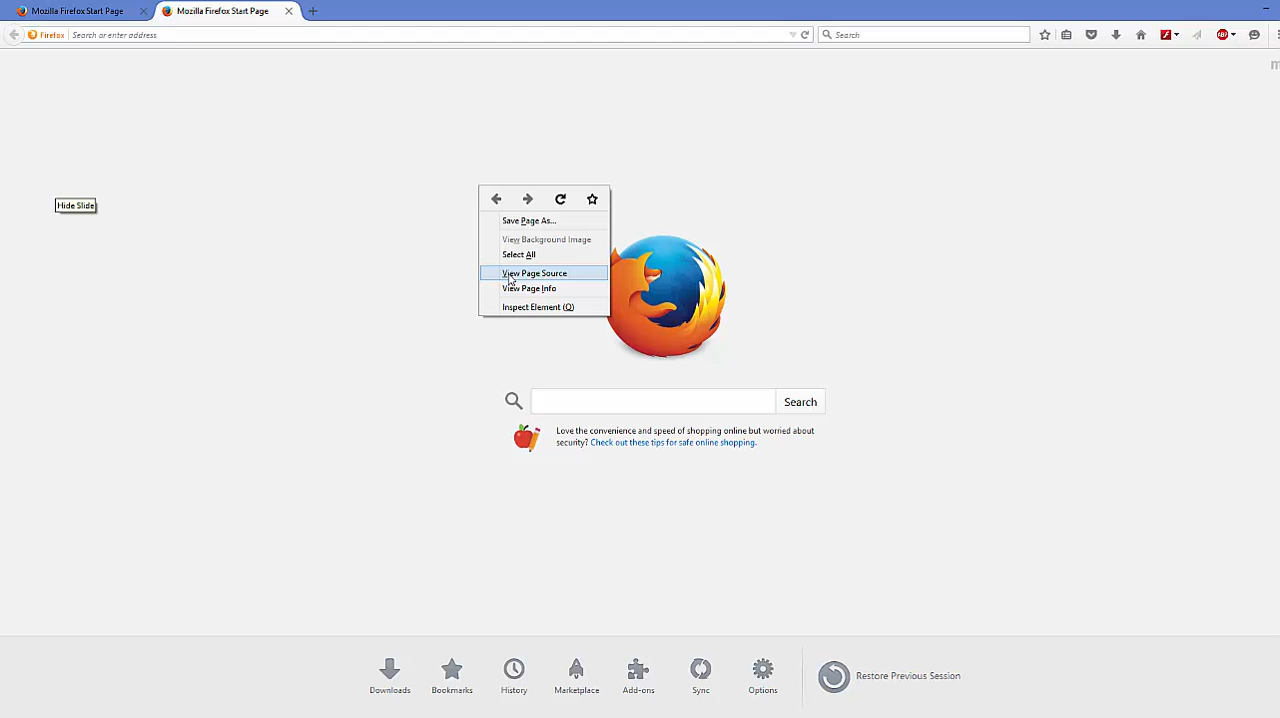 Mozilla Firefox Start Page
Mozilla Firefox Start Page
Firefox
Search or enter address
Search
ABP
m
Hide Slide
Save Page As...
View Background Image
Select All
View Page Source
View Page Info
Inspect Element (Q)
Search
Love the convenience and speed of shopping online but worried about
security? Check out these tips for safe online shopping.
Downloads
Bookmarks
History
Marketplace
Add-ons
Sync
Options
Restore Previous Session